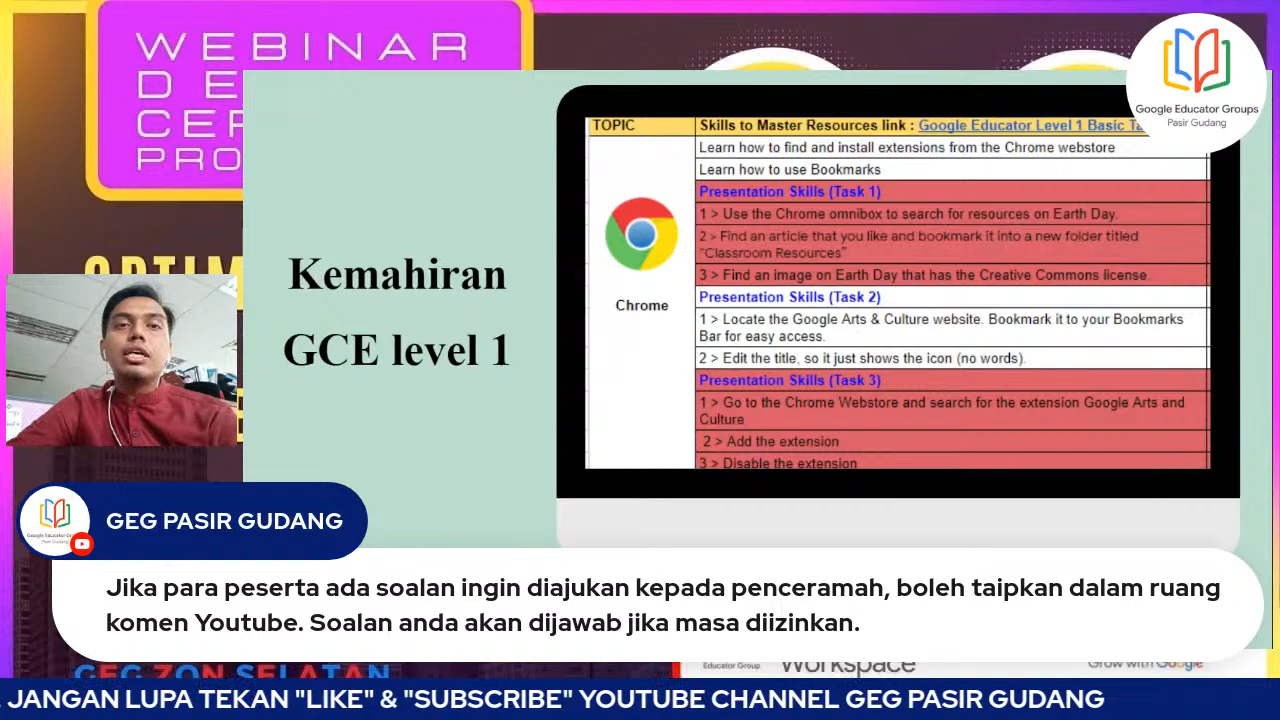 WEBINAR
Google Educator Groups
Pasir Gudang
TOPIC
Skills to Master Resources link : Google Educator Level 1 Basic
Learn how to find and install extensions from the Chrome webstore
Learn how to use Bookmarks
Presentation Skills (Task 1)
1 > Use the Chrome omnibox to search for resources on Earth Day.
2 > Find an article that you like and bookmark it into a new folder titled
"Classroom Resources"
3 > Find an image on Earth Day that has the Creative Commons license.
Presentation Skills (Task 2)
1 > Locate the Google Arts & Culture website. Bookmark it to your Bookmarks
Bar for easy access.
2 > Edit the title, so it just shows the icon (no words).
Presentation Skills (Task 3)
1 > Go to the Chrome Webstore and search for the extension Google Arts and
Culture
2 > Add the extension
3 > Disable the extension
Chrome
Kemahiran
GCE level 1
GEG PASIR GUDANG
Jika para peserta ada soalan ingin diajukan kepada penceramah, boleh taipkan dalam ruang
komen Youtube. Soalan anda akan dijawab jika masa diizinkan.
GEG ZON SELATAN
Educator Group
Workspace
Grow with Google
JANGAN LUPA TEKAN "LIKE" & "SUBSCRIBE" YOUTUBE CHANNEL GEG PASIR GUDANG